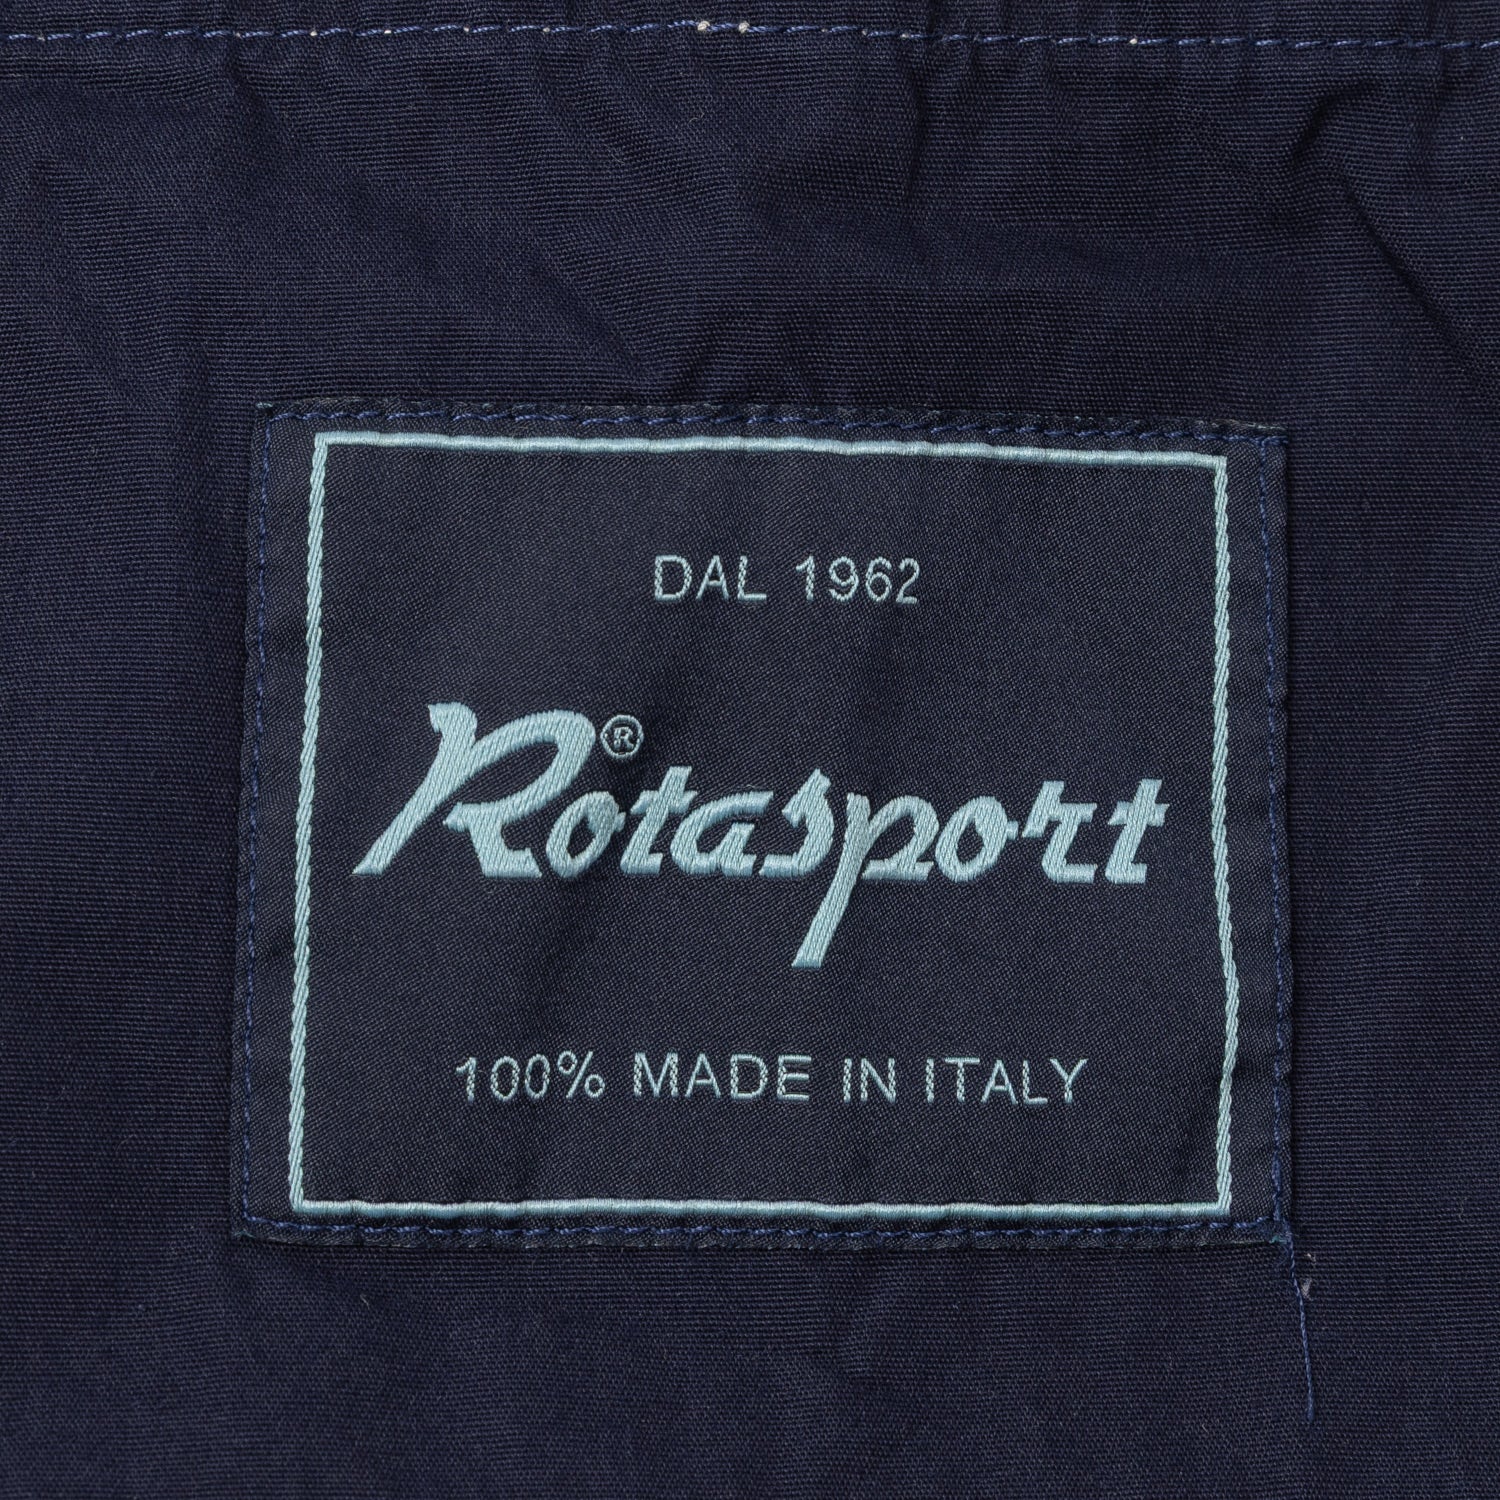 DAL 1962
Rotasport®
100% MADE IN ITALY